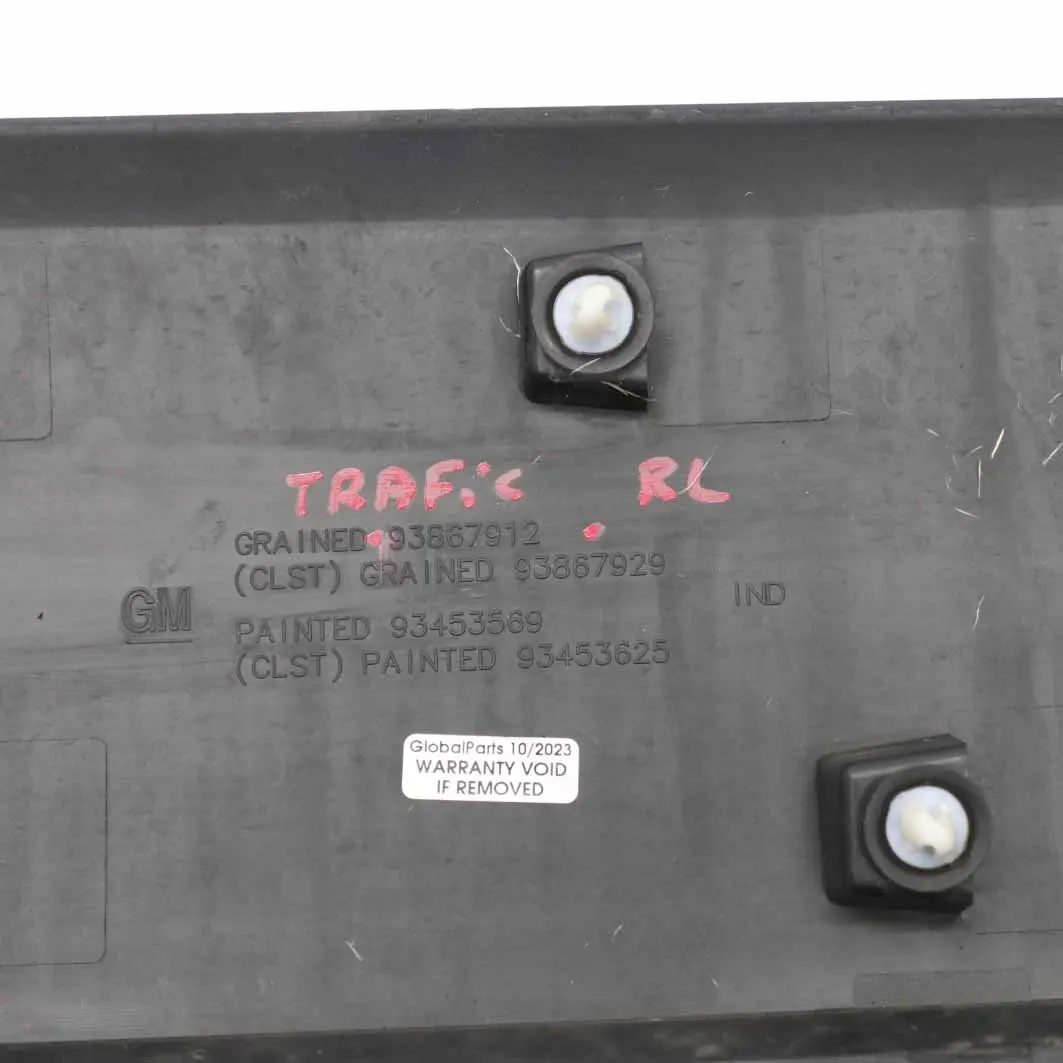 TRAFiC RL
GRAINED 93867912
(CLST) GRAINED 93867929
IND
GM
PAINTED 93453569
(CLST) PAINTED 93453625
GlobalParts 10/2023
WARRANTY VOID
IF REMOVED